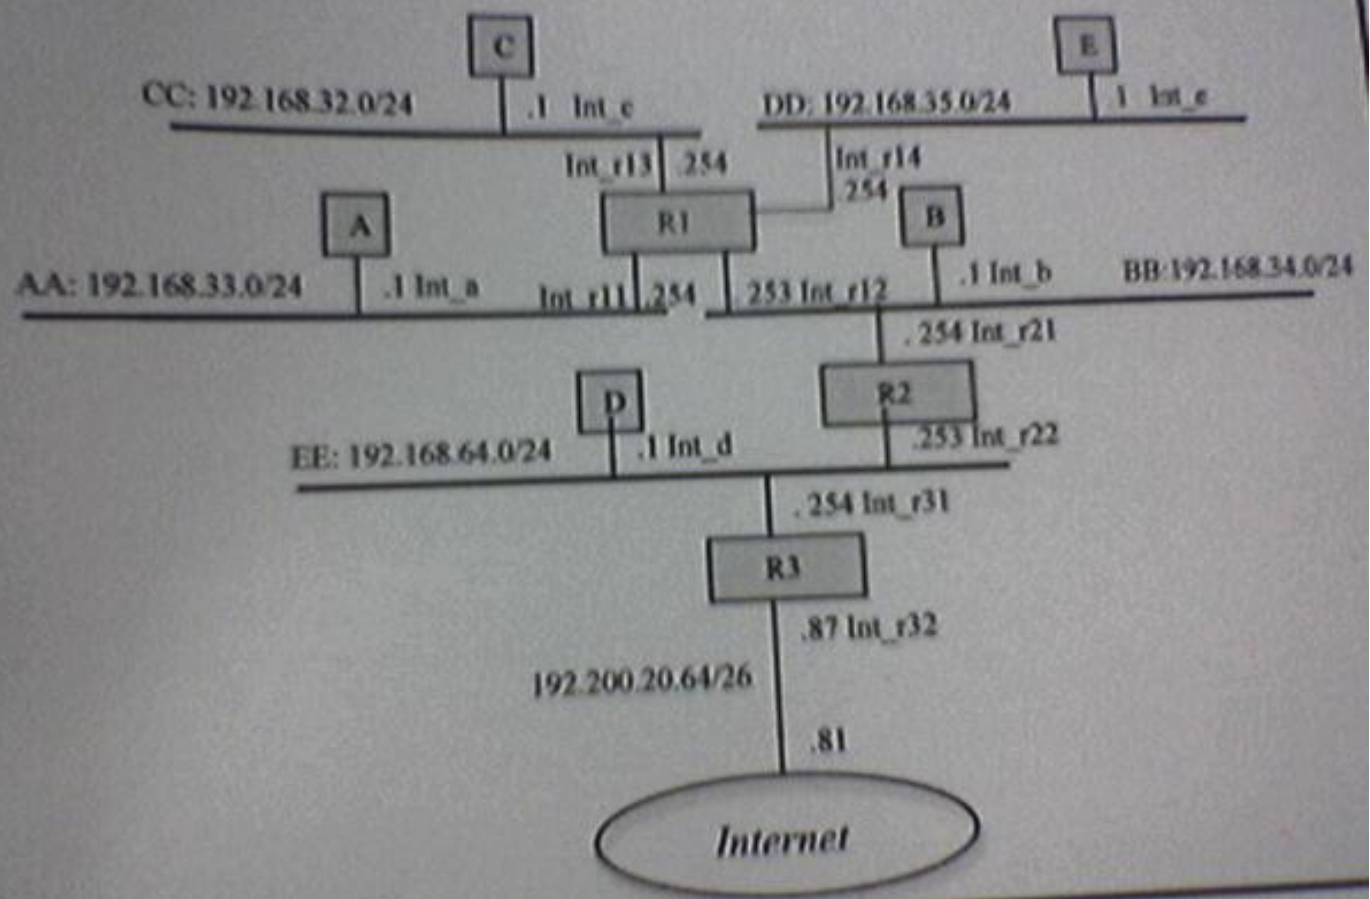 C
E
CC: 192.168.32.0/24
.1 Int_c
DD: 192.168.35.0/24
1 Int_e
Int_r13
.254
Int_r14
254
A
R1
B
AA: 192.168.33.0/24
.1 Int_a
Int_r11
.254
253 Int_r12
.1 Int_b
BB:192.168.34.0/24
. 254 Int_r21
D
R2
EE: 192.168.64.0/24
.1 Int_d
.253 Int_r22
. 254 Int_r31
R3
.87 Int_r32
192.200.20.64/26
.81
Internet